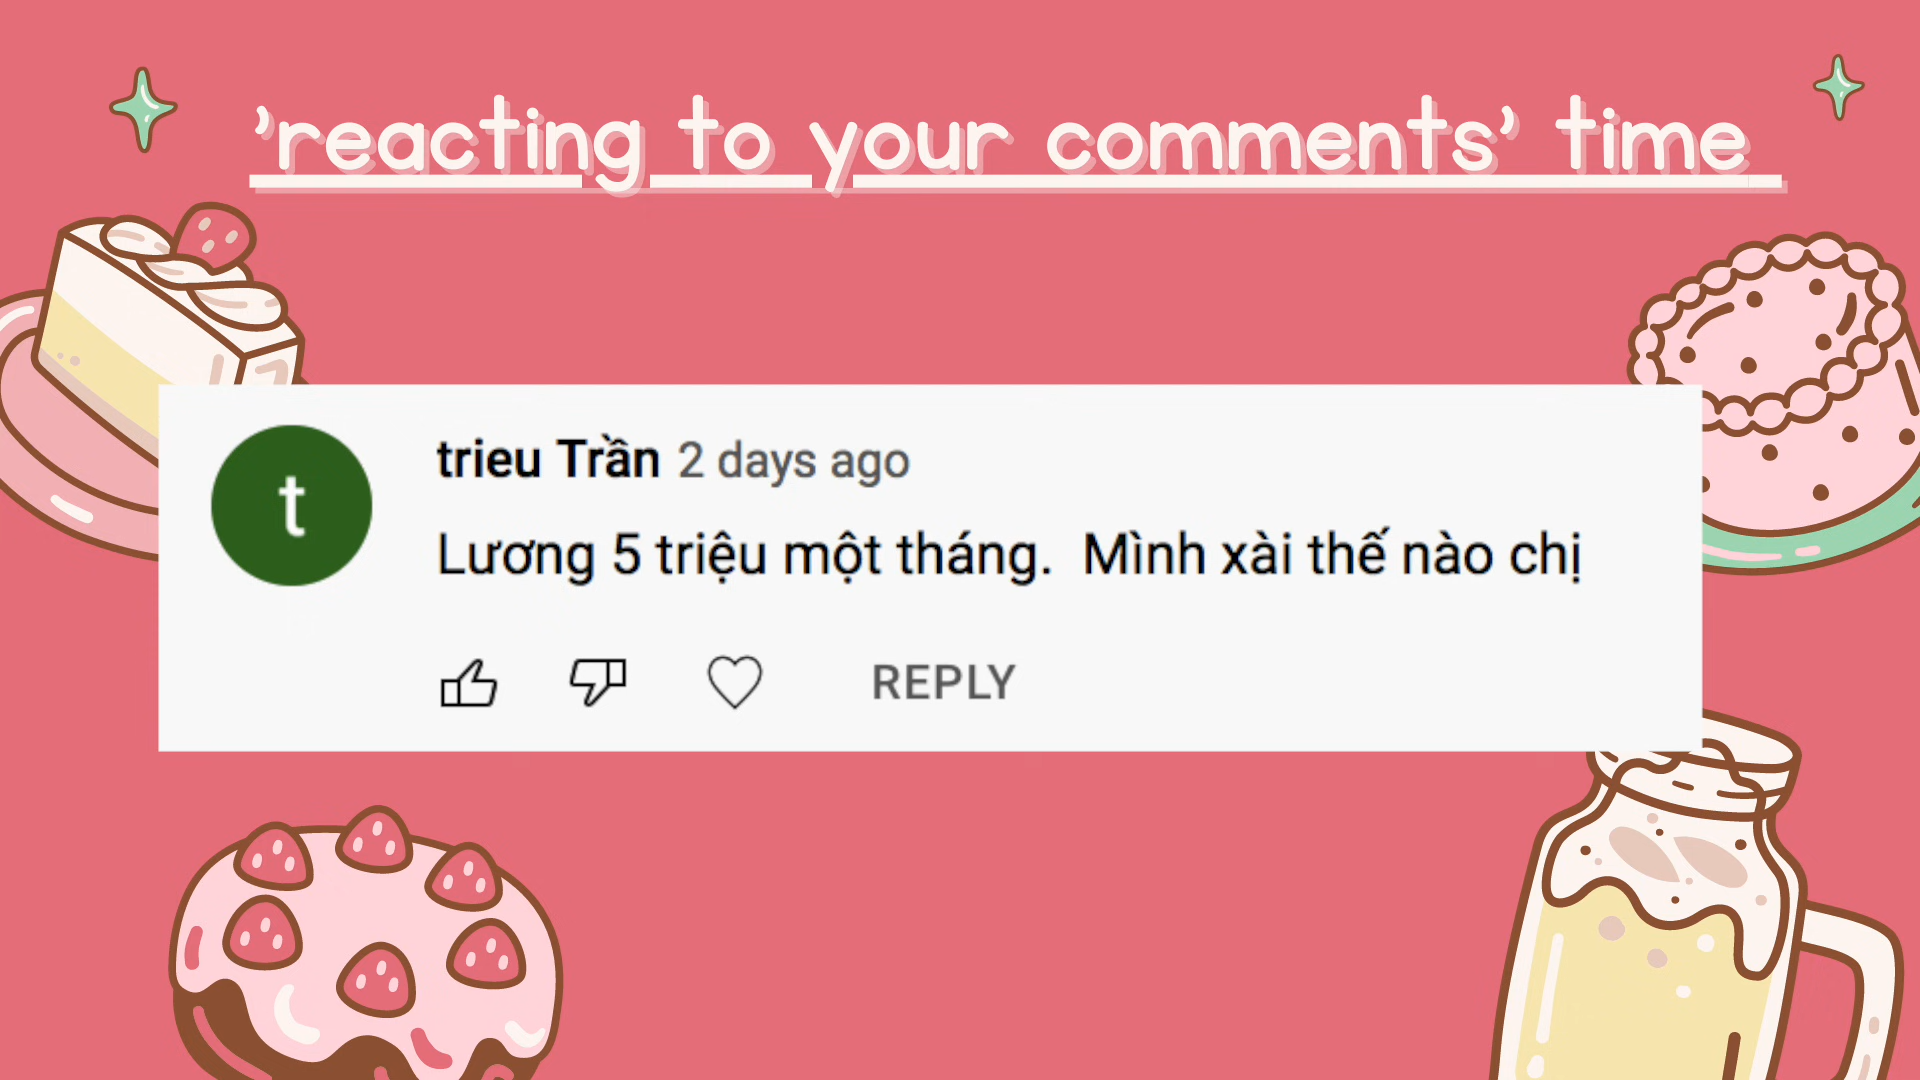 'reacting to your comments' time
trieu Trần 2 days ago
t
Lương 5 triệu một tháng.  Mình xài thế nào chị
REPLY